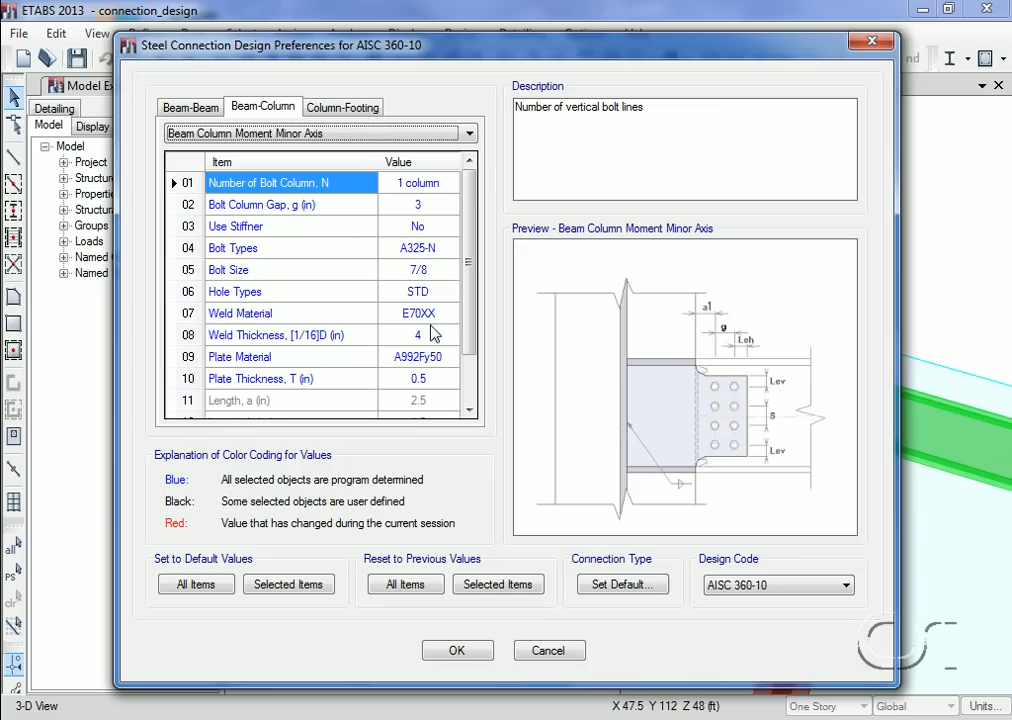 ETABS 2013 - connection_design
File Edit View
Model
Detailing
Model Display
Model
Project
Groups
Loads
Named
Named
Steel Connection Design Preferences for AISC 360-10
Beam-Beam Beam-Column Column-Footing
Beam Column Moment Minor Axis
Item Value
01 Number of Bolt Column, N 1 column
02 Bolt Column Gap, g (in) 3
03 Use Stiffner No
04 Bolt Types A325-N
05 Bolt Size 7/8
06 Hole Types STD
07 Weld Material E70XX
08 Weld Thickness, [1/16]D (in) 4
09 Plate Material A992Fy50
10 Plate Thickness, T (in) 0.5
11 Length, a (in) 2.5
Explanation of Color Coding for Values
Blue: All selected objects are program determined
Black: Some selected objects are user defined
Red: Value that has changed during the current session
Description
Number of vertical bolt lines
Preview - Beam Column Moment Minor Axis
a1
g
Leh
Lev
S
Lev
Set to Default Values
All Items Selected Items
Reset to Previous Values
All Items Selected Items
Connection Type
Set Default...
Design Code
AISC 360-10
OK Cancel
all
PS
clr
3-D View X 47.5 Y 112 Z 48 (ft) One Story Global Units...